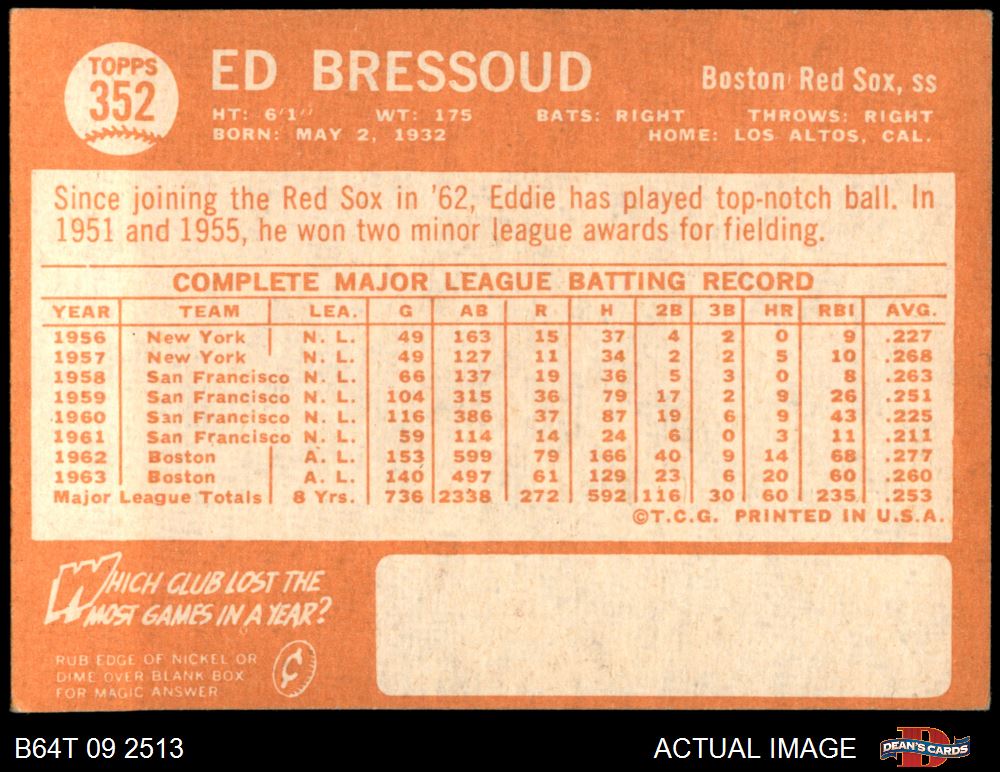 TOPPS
352
ED BRESSOUD
Boston Red Sox, ss
HT: 6'1" WT: 175 BATS: RIGHT THROWS: RIGHT
BORN: MAY 2, 1932 HOME: LOS ALTOS, CAL.
Since joining the Red Sox in '62, Eddie has played top-notch ball. In
1951 and 1955, he won two minor league awards for fielding.
COMPLETE MAJOR LEAGUE BATTING RECORD
YEAR TEAM LEA. G AB R H 2B 3B HR RBI AVG.
1956 New York N. L. 49 163 15 37 4 2 0 9 .227
1957 New York N. L. 49 127 11 34 2 2 5 10 .268
1958 San Francisco N. L. 66 137 19 36 5 3 0 8 .263
1959 San Francisco N. L. 104 315 36 79 17 2 9 26 .251
1960 San Francisco N. L. 116 386 37 87 19 6 9 43 .225
1961 San Francisco N. L. 59 114 14 24 6 0 3 11 .211
1962 Boston A. L. 153 599 79 166 40 9 14 68 .277
1963 Boston A. L. 140 497 61 129 23 6 20 60 .260
Major League Totals 8 Yrs. 736 2338 272 592 116 30 60 235 .253
©T.C.G. PRINTED IN U.S.A.
WHICH CLUB LOST THE
MOST GAMES IN A YEAR?
RUB EDGE OF NICKEL OR
DIME OVER BLANK BOX
FOR MAGIC ANSWER
¢
B64T 09 2513
ACTUAL IMAGE
D
DEAN'S CARDS